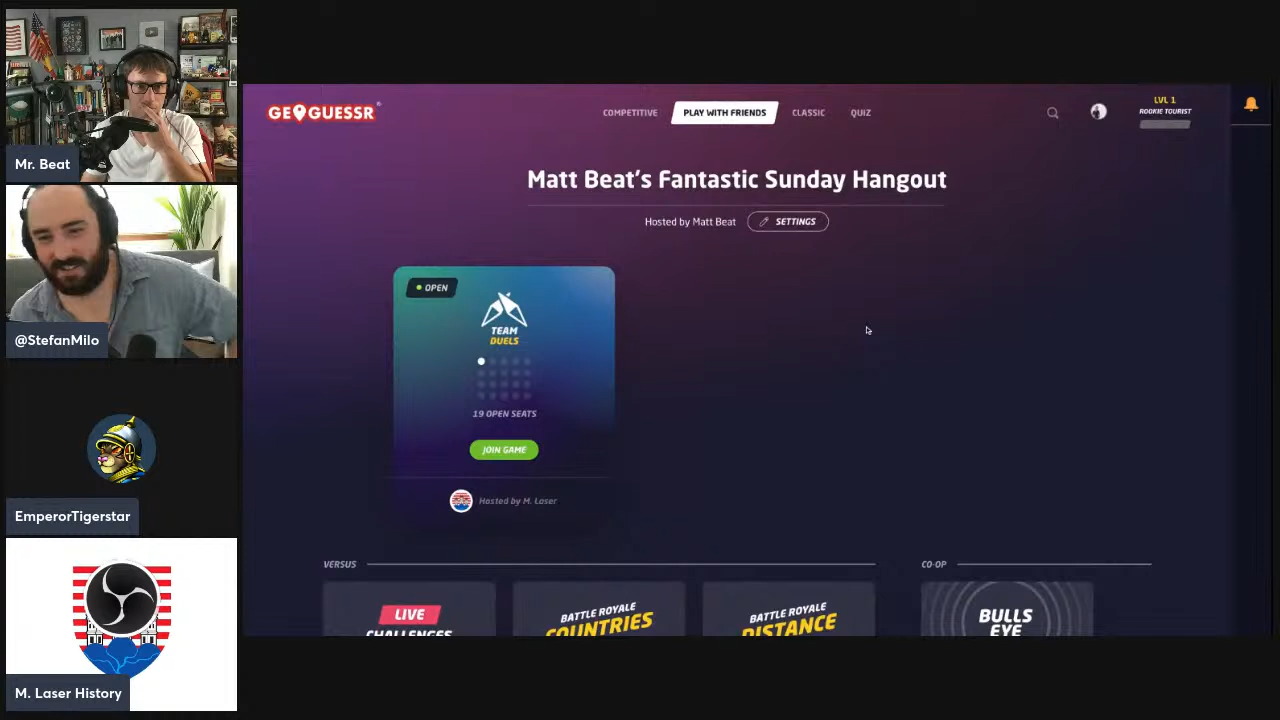 Mr. Beat
@StefanMilo
EmperorTigerstar
M. Laser History
GEOGUESSR
COMPETITIVE
PLAY WITH FRIENDS
CLASSIC
QUIZ
LVL 1
ROOKIE TOURIST
Matt Beat's Fantastic Sunday Hangout
Hosted by Matt Beat
SETTINGS
OPEN
TEAM
DUELS
19 OPEN SEATS
JOIN GAME
Hosted by M. Laser
VERSUS
CO-OP
LIVE
CHALLENGES
BATTLE ROYALE
COUNTRIES
BATTLE ROYALE
DISTANCE
BULLS
EYE